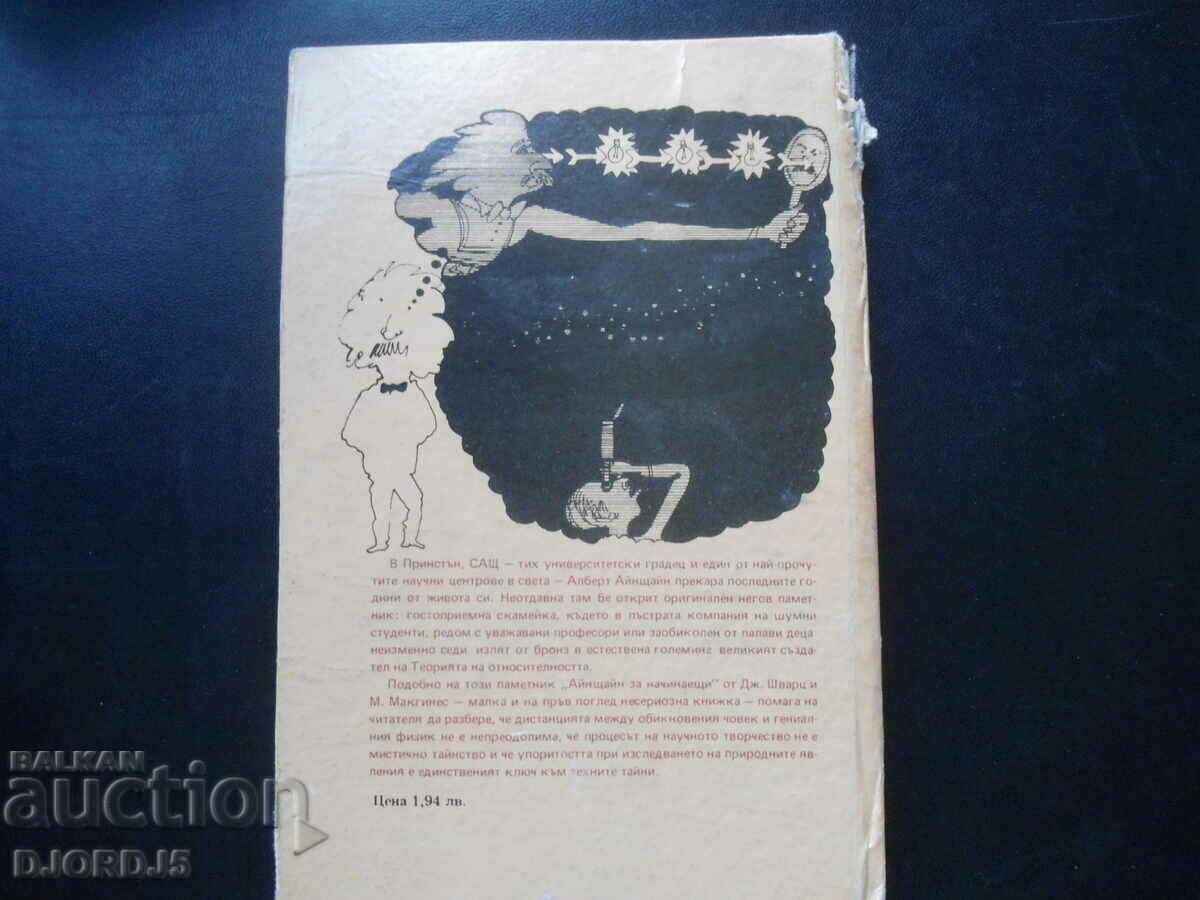 В Принстън, САЩ — тих университетски градец и един от най-прочу-
тите научни центрове в света — Алберт Айнщайн прекара последните го-
дини от живота си. Неотдавна там бе открит оригинален негов памет-
ник: гостоприемна скамейка, където в пъстрата компания на шумни
студенти, редом с уважавани професори или заобиколен от палави деца
неизменно седи излят от бронз в естествена големина великият създа-
тел на Теорията на относителността.
Подобно на този паметник „Айнщайн за начинаещи" от Дж. Шварц и
М. Макгинес — малка и на пръв поглед несериозна книжка — помага на
читателя да разбере, че дистанцията между обикновения човек и гениал-
ния физик не е непреодолима, че процесът на научното творчество не е
мистично тайнство и че упоритостта при изследването на природните яв-
ления е единственият ключ към техните тайни.
Цена 1,94 лв.
BALKAN
auction
DJORDJ5